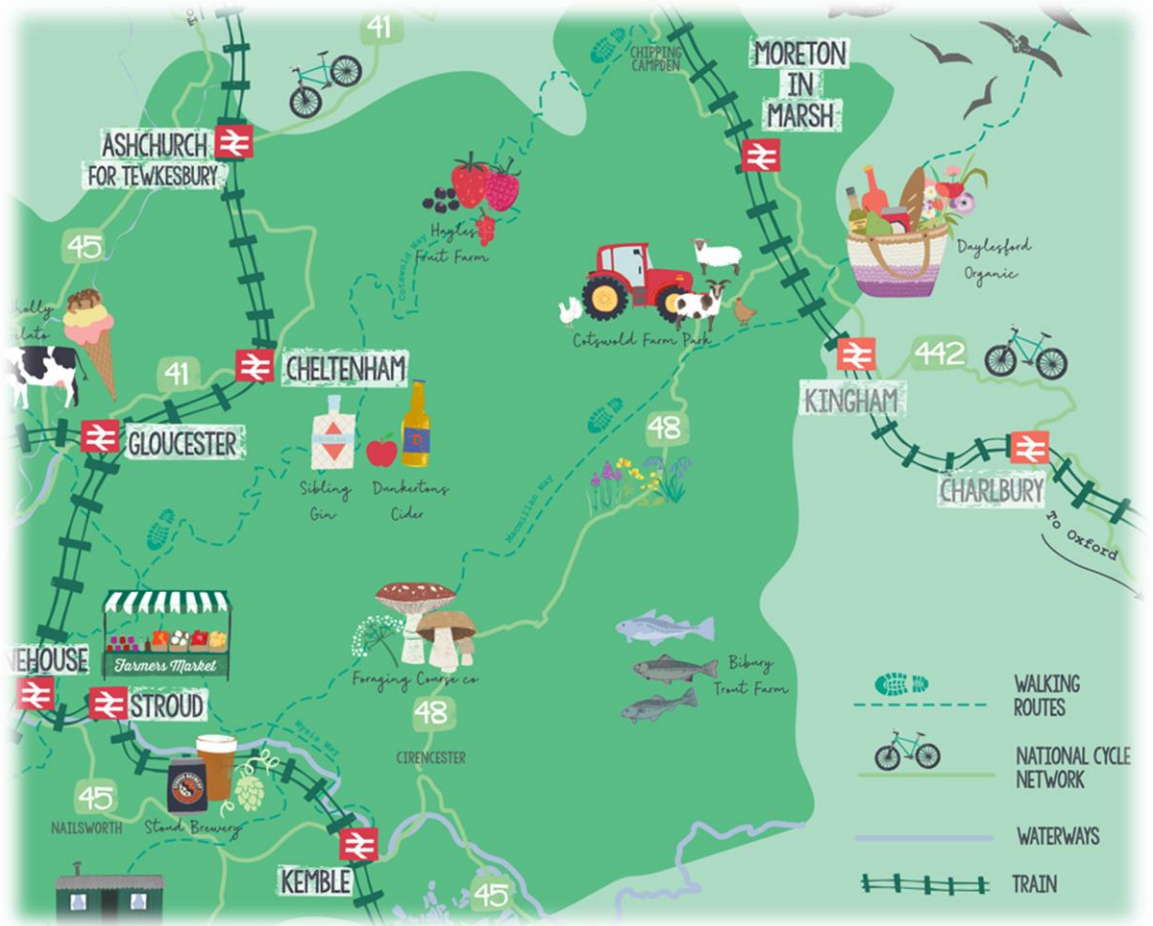 41
CHIPPING
CAMPDEN
MORETON
IN
MARSH
ASHCHURCH
FOR TEWKESBURY
45
Hayles
Fruit Farm
Cotswold Way
Daylesford
Organic
Cotswold Farm Park
41
CHELTENHAM
442
KINGHAM
GLOUCESTER
48
CHARLBURY
To Oxford
Sibling
Gin
Dunkertons
Cider
Macmillan Way
Farmers Market
NEHOUSE
STROUD
Foraging Course co
Bibury
Trout Farm
48
CIRENCESTER
Wysis Way
45
NAILSWORTH
Stoud Brewery
KEMBLE
45
WALKING
ROUTES
NATIONAL CYCLE
NETWORK
WATERWAYS
TRAIN